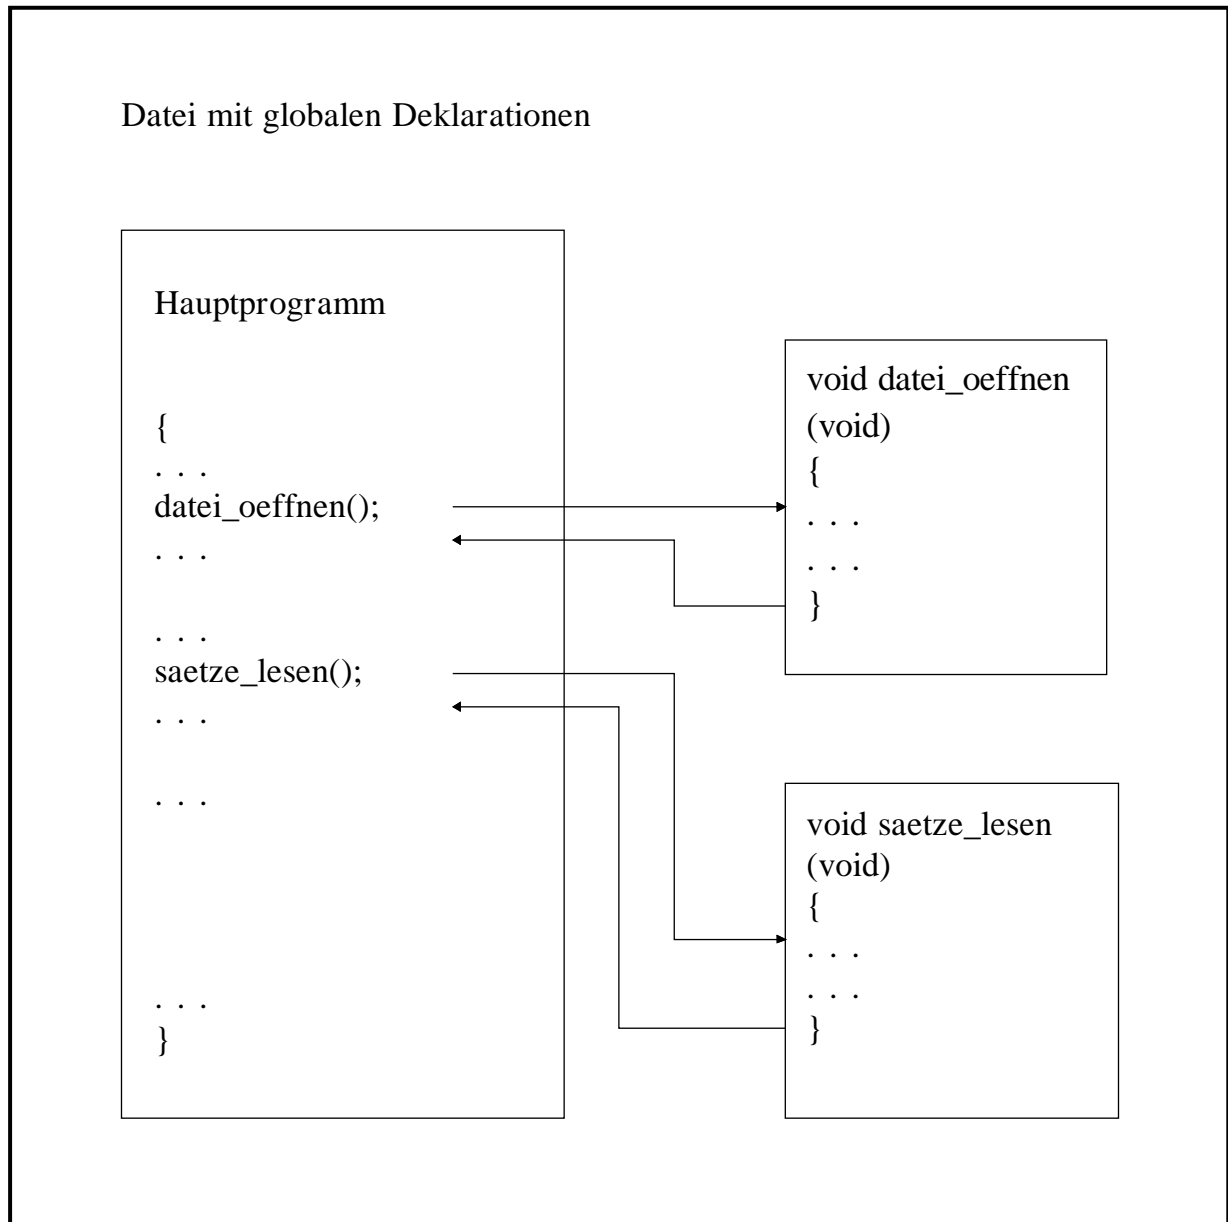 Datei mit globalen Deklarationen
Hauptprogramm
{
. . .
datei_oeffnen();
. . .
. . .
saetze_lesen();
. . .
. . .
. . .
}
void datei_oeffnen
(void)
{
. . .
. . .
}
void saetze_lesen
(void)
{
. . .
. . .
}